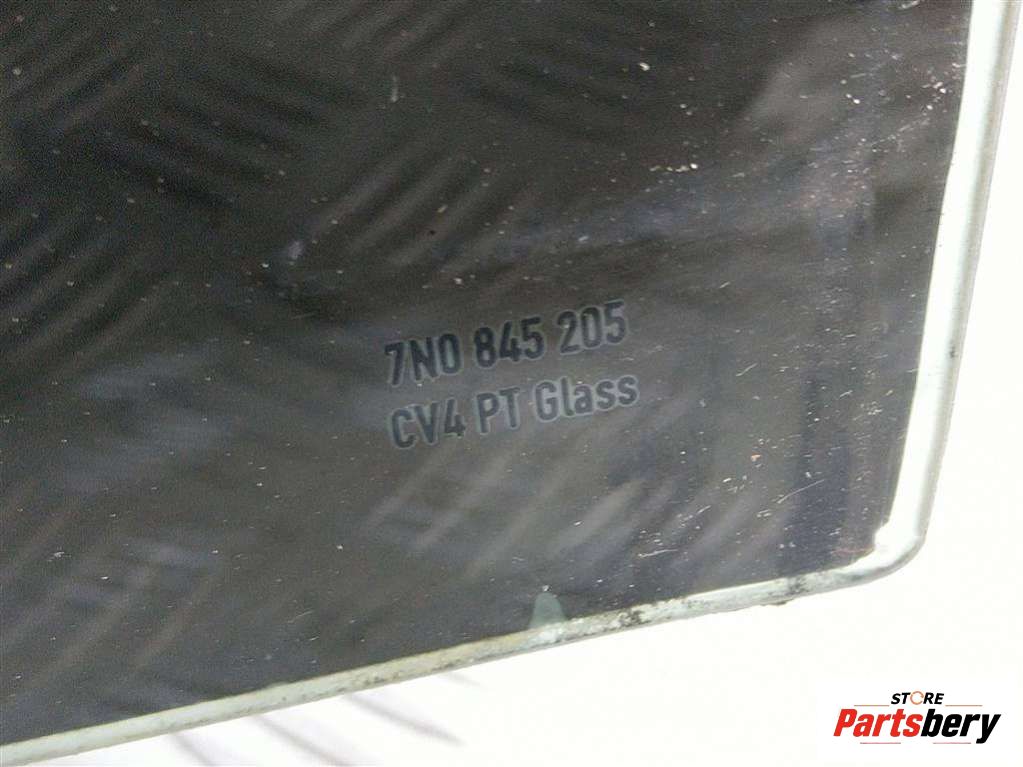 7N0 845 205
CV4 PT Glass
STORE
Partsbery